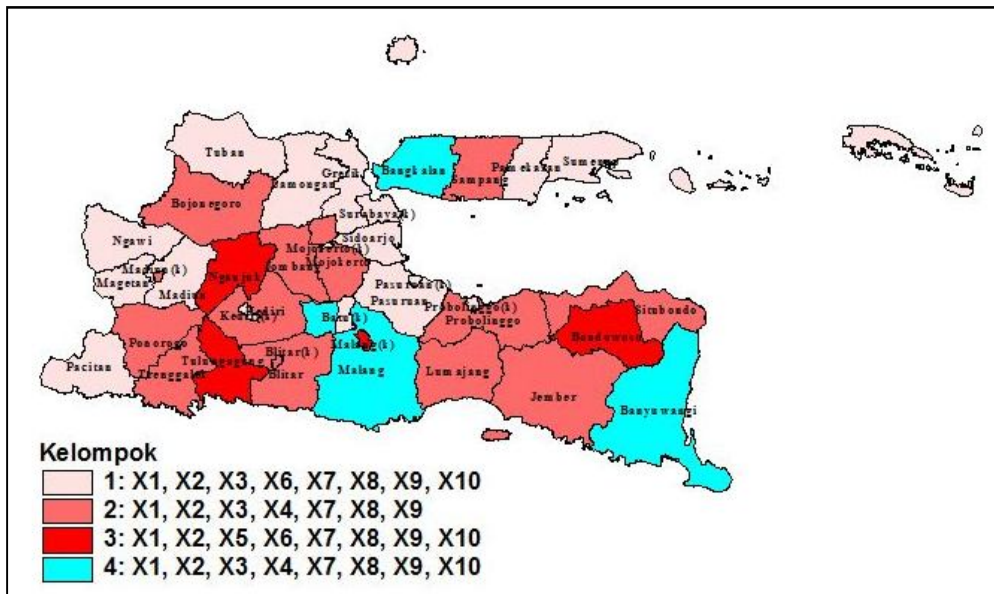 Tuban
Lamongan
Gresik
Bangkalan
Sampang
Pamekasan
Sumenep
Bojonegoro
Surabaya(k)
Ngawi
Sidoarjo
Mojokerto(k)
Mojokerto
Madiun(k)
Nganjuk
Jombang
Magetan
Madiun
Pasuruan(k)
Pasuruan
Kediri
Kediri(k)
Batu(k)
Probolinggo(k)
Probolinggo
Situbondo
Ponorogo
Bondowoso
Malang(k)
Blitar(k)
Tulungagung
Pacitan
Trenggalek
Blitar
Malang
Lumajang
Jember
Banyuwangi
Kelompok
1: X1, X2, X3, X6, X7, X8, X9, X10
2: X1, X2, X3, X4, X7, X8, X9
3: X1, X2, X5, X6, X7, X8, X9, X10
4: X1, X2, X3, X4, X7, X8, X9, X10